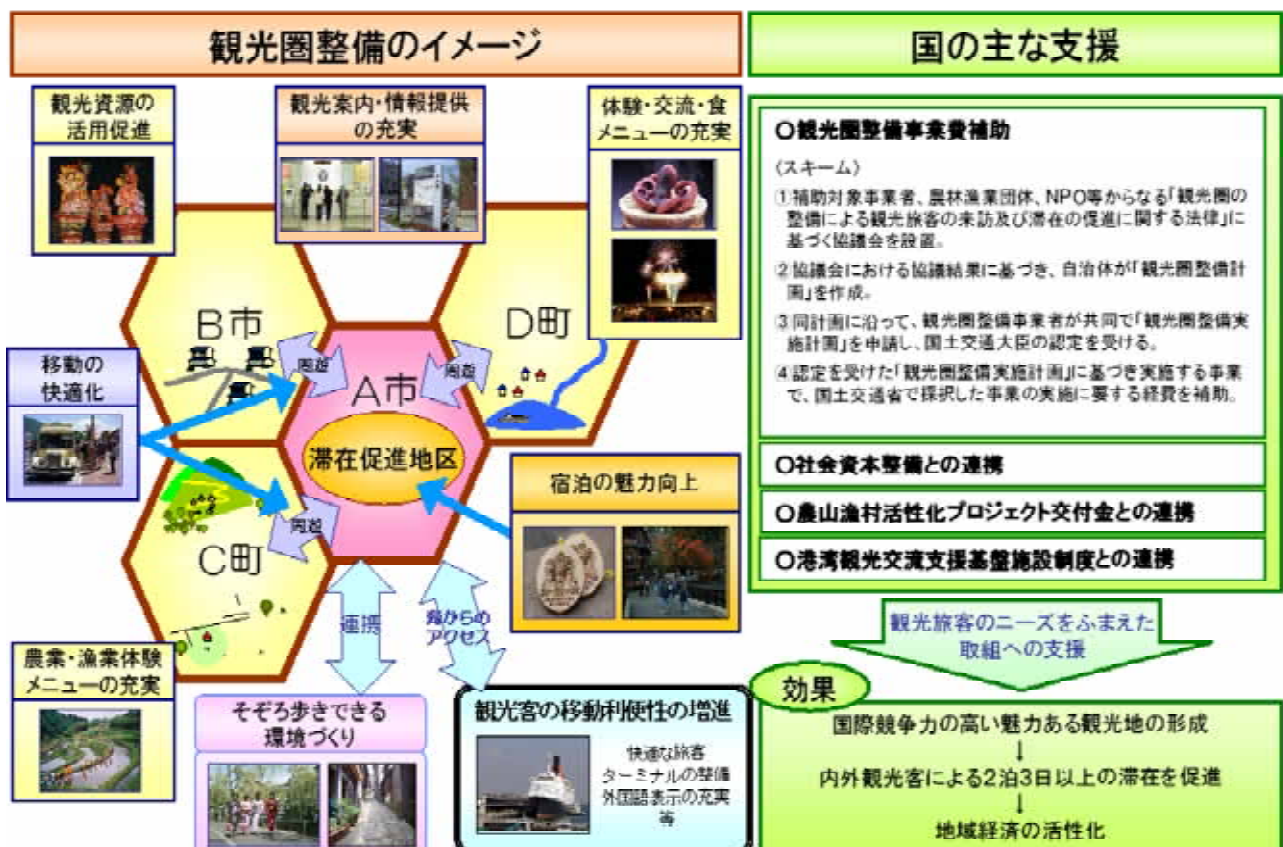 観光圏整備のイメージ
観光資源の
活用促進
観光案内・情報提供
の充実
体験・交流・食
メニューの充実
B市
D町
移動の
快適化
周遊
周遊
A市
滞在促進地区
宿泊の魅力向上
周遊
C町
連携
アクセス
農業・漁業体験
メニューの充実
そぞろ歩きできる
環境づくり
観光客の移動利便性の増進
快適な旅客
ターミナルの整備
外国語表示の充実
等
国の主な支援
○観光圏整備事業費補助
〈スキーム〉
①補助対象事業者、農林漁業団体、NPO等からなる「観光圏の
整備による観光旅客の来訪及び滞在の促進に関する法律」に
基づく協議会を設置。
②協議会における協議結果に基づき、自治体が「観光圏整備計
画」を作成。
③同計画に沿って、観光圏整備事業者が共同で「観光圏整備実
施計画」を申請し、国土交通大臣の認定を受ける。
④認定を受けた「観光圏整備実施計画」に基づき実施する事業
で、国土交通省で採択した事業の実施に要する経費を補助。
○社会資本整備との連携
○農山漁村活性化プロジェクト交付金との連携
○港湾観光交流支援基盤施設制度との連携
観光旅客のニーズをふまえた
取組への支援
効果
国際競争力の高い魅力ある観光地の形成
↓
内外観光客による2泊3日以上の滞在を促進
↓
地域経済の活性化